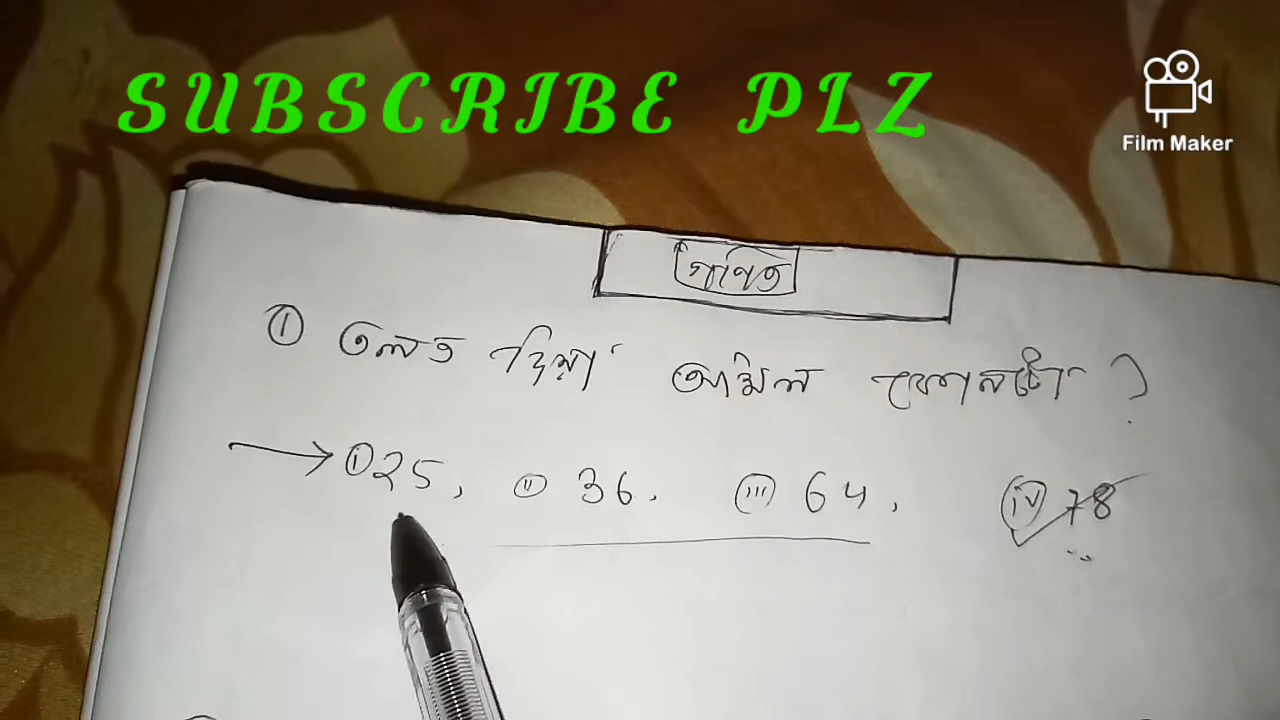 SUBSCRIBE PLZ
Film Maker
গণিত
① তলত দিয়া অমিল কোনটো ?
→ ⓘ 25, ⓘⓘ 36. ⓘⓘⓘ 64, ⓘⓥ 78